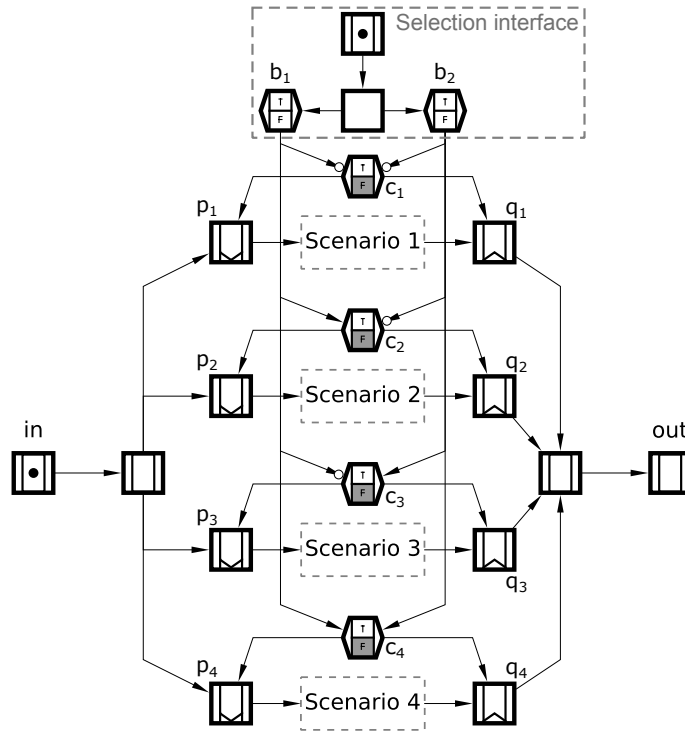 Selection interface
b1 b2
T T
F F
T
F
c1
p1 q1
Scenario 1
T
F
c2
p2 q2
Scenario 2
in out
T
F
c3
p3
Scenario 3
q3
T
F
c4
p4 q4
Scenario 4